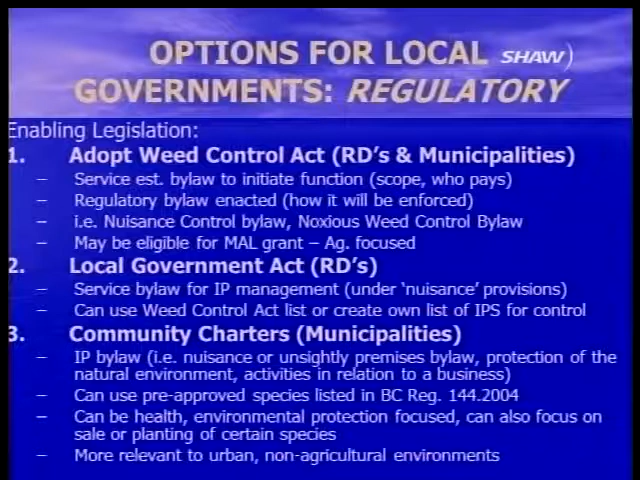 OPTIONS FOR LOCAL SHAW)
GOVERNMENTS: REGULATORY
Enabling Legislation:
1. Adopt Weed Control Act (RD's & Municipalities)
– Service est. bylaw to initiate function (scope, who pays)
– Regulatory bylaw enacted (how it will be enforced)
– i.e. Nuisance Control bylaw, Noxious Weed Control Bylaw
– May be eligible for MAL grant – Ag. focused
2. Local Government Act (RD's)
– Service bylaw for IP management (under 'nuisance' provisions)
– Can use Weed Control Act list or create own list of IPS for control
3. Community Charters (Municipalities)
– IP bylaw (i.e. nuisance or unsightly premises bylaw, protection of the
natural environment, activities in relation to a business)
– Can use pre-approved species listed in BC Reg. 144.2004
– Can be health, environmental protection focused, can also focus on
sale or planting of certain species
– More relevant to urban, non-agricultural environments